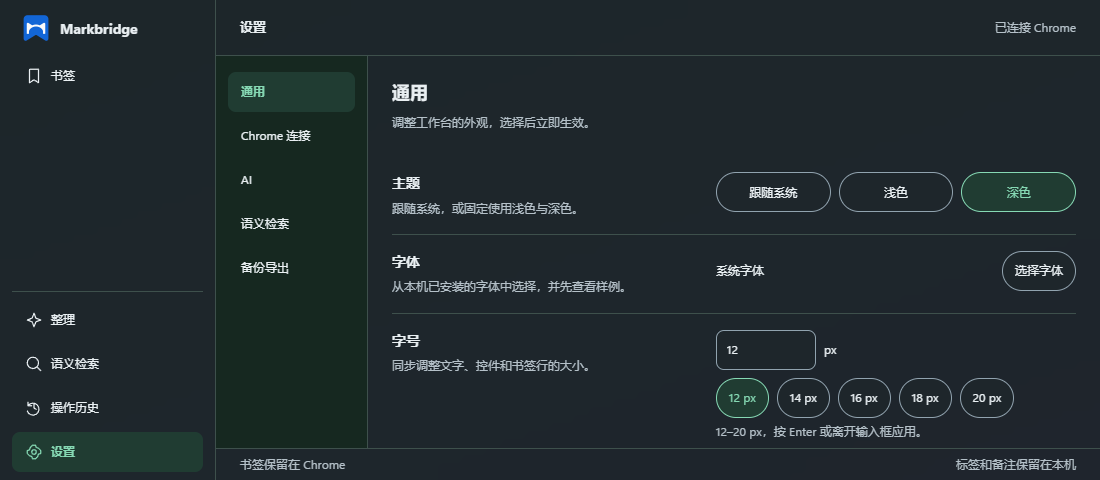 Markbridge
书签
整理
语义检索
操作历史
设置
设置
已连接 Chrome
通用
Chrome 连接
AI
语义检索
备份导出
通用
调整工作台的外观，选择后立即生效。
主题
跟随系统，或固定使用浅色与深色。
跟随系统
浅色
深色
字体
从本机已安装的字体中选择，并先查看样例。
系统字体
选择字体
字号
同步调整文字、控件和书签行的大小。
12
px
12 px
14 px
16 px
18 px
20 px
12–20 px，按 Enter 或离开输入框应用。
书签保留在 Chrome
标签和备注保留在本机